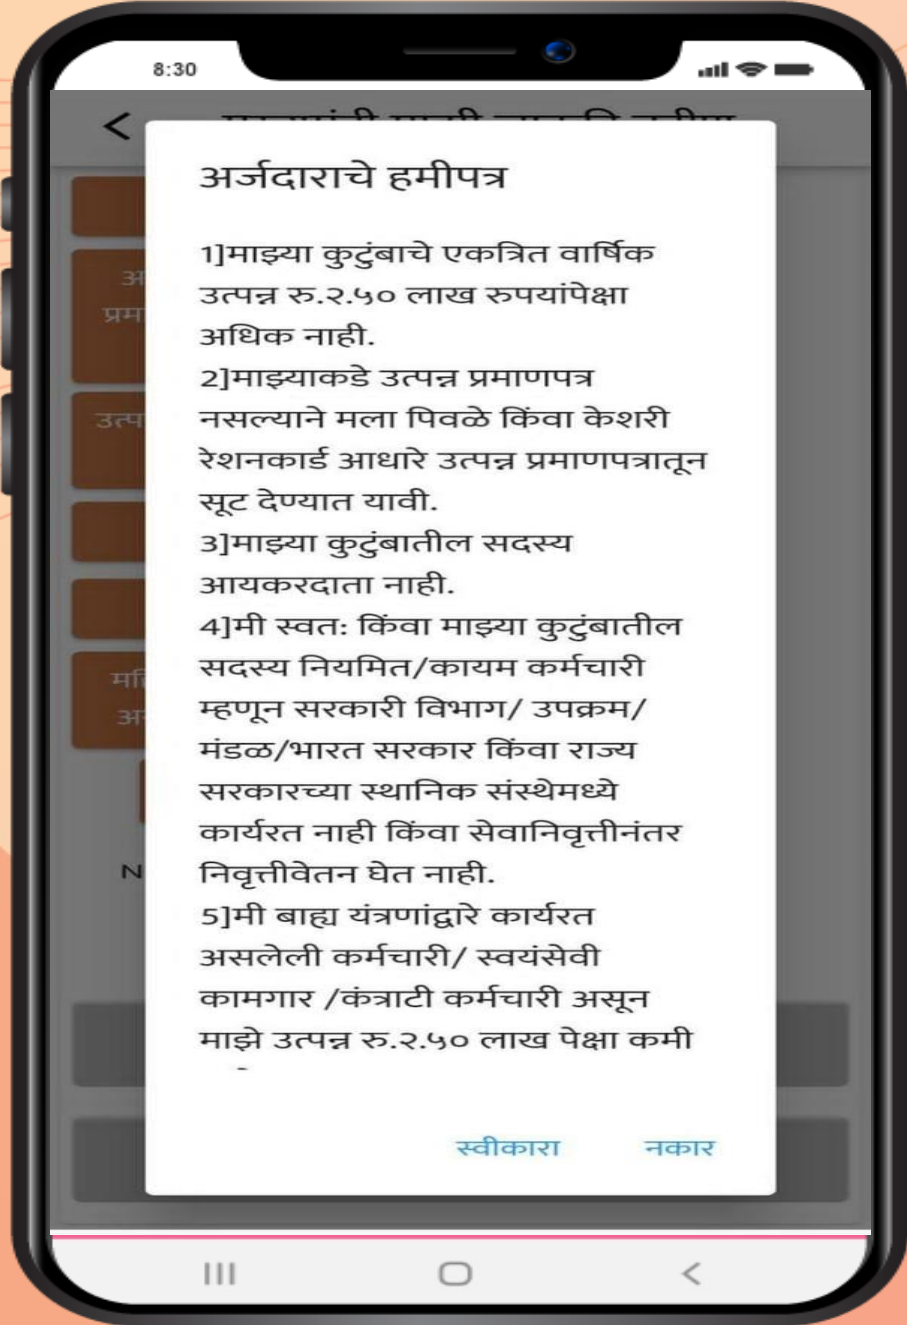 8:30
अर्जदाराचे हमीपत्र
1]माझ्या कुटुंबाचे एकत्रित वार्षिक
उत्पन्न रु.२.५० लाख रुपयांपेक्षा
अधिक नाही.
2]माझ्याकडे उत्पन्न प्रमाणपत्र
नसल्याने मला पिवळे किंवा केशरी
रेशनकार्ड आधारे उत्पन्न प्रमाणपत्रातून
सूट देण्यात यावी.
3]माझ्या कुटुंबातील सदस्य
आयकरदाता नाही.
4]मी स्वतः किंवा माझ्या कुटुंबातील
सदस्य नियमित/कायम कर्मचारी
म्हणून सरकारी विभाग/ उपक्रम/
मंडळ/भारत सरकार किंवा राज्य
सरकारच्या स्थानिक संस्थेमध्ये
कार्यरत नाही किंवा सेवानिवृत्तीनंतर
निवृत्तीवेतन घेत नाही.
5]मी बाह्य यंत्रणांद्वारे कार्यरत
असलेली कर्मचारी/ स्वयंसेवी
कामगार /कंत्राटी कर्मचारी असून
माझे उत्पन्न रु.२.५० लाख पेक्षा कमी
स्वीकारा नकार